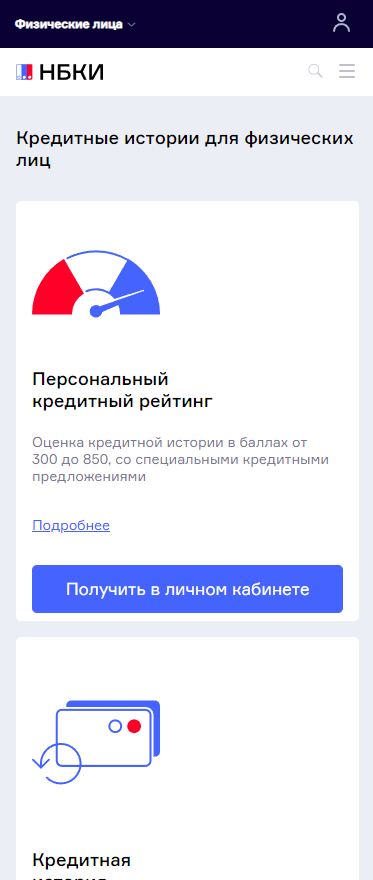 Физические лица
НБКИ
Кредитные истории для физических
лиц
Персональный
кредитный рейтинг
Оценка кредитной истории в баллах от
300 до 850, со специальными кредитными
предложениями
Подробнее
Получить в личном кабинете
Кредитная
история